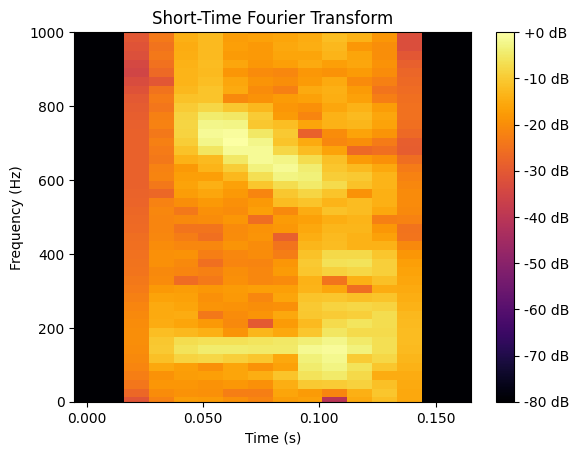 Short-Time Fourier Transform
1000
800
600
400
200
0
Frequency (Hz)
0.000
0.050
0.100
0.150
Time (s)
+0 dB
-10 dB
-20 dB
-30 dB
-40 dB
-50 dB
-60 dB
-70 dB
-80 dB